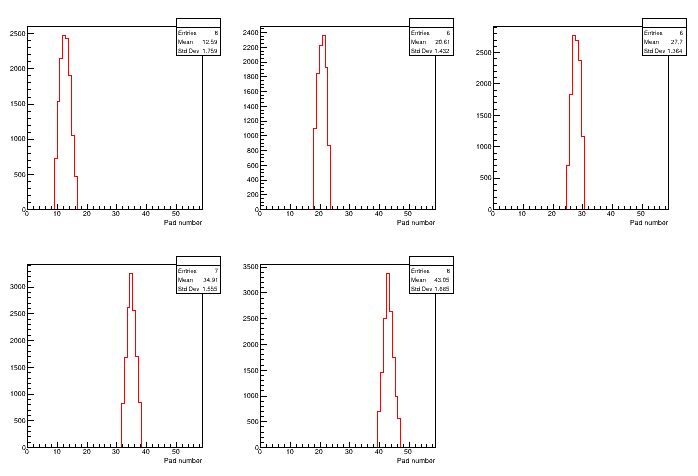 Entries 6
Mean 12.59
Std Dev 1.759
2500
2000
1500
1000
500
0
0 10 20 30 40 50
Pad number
Entries 6
Mean 20.61
Std Dev 1.432
2400
2200
2000
1800
1600
1400
1200
1000
800
600
400
200
0
0 10 20 30 40 50
Pad number
Entries 6
Mean 27.7
Std Dev 1.364
2500
2000
1500
1000
500
0
0 10 20 30 40 50
Pad number
Entries 7
Mean 34.91
Std Dev 1.555
3000
2500
2000
1500
1000
500
0
0 10 20 30 40 50
Pad number
Entries 6
Mean 43.05
Std Dev 1.665
3500
3000
2500
2000
1500
1000
500
0
0 10 20 30 40 50
Pad number